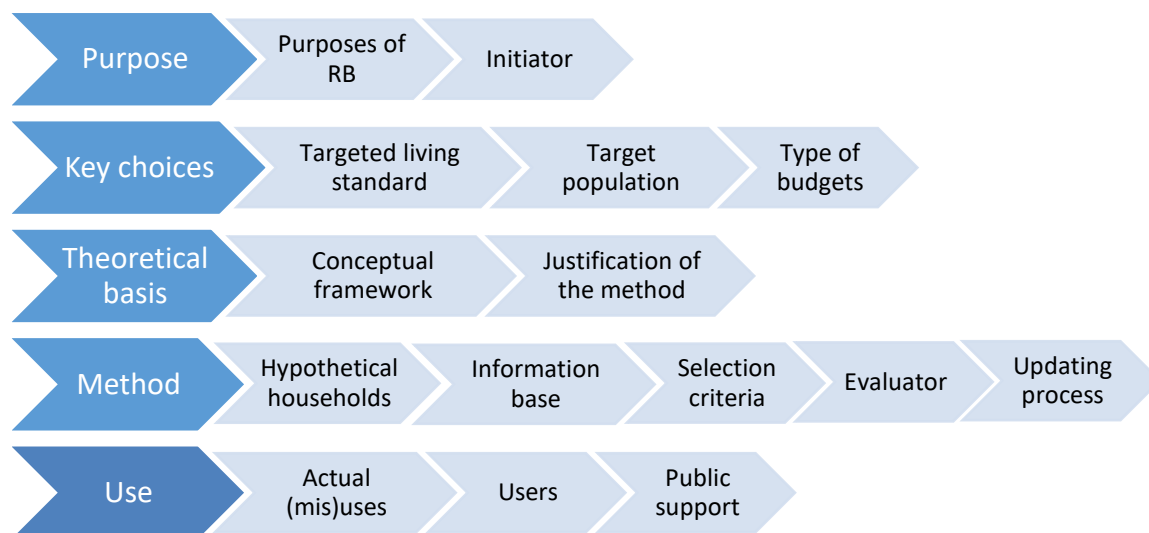 Purpose
Purposes of
RB
Initiator
Key choices
Targeted living
standard
Target
population
Type of
budgets
Theoretical
basis
Conceptual
framework
Justification of
the method
Method
Hypothetical
households
Information
base
Selection
criteria
Evaluator
Updating
process
Use
Actual
(mis)uses
Users
Public
support